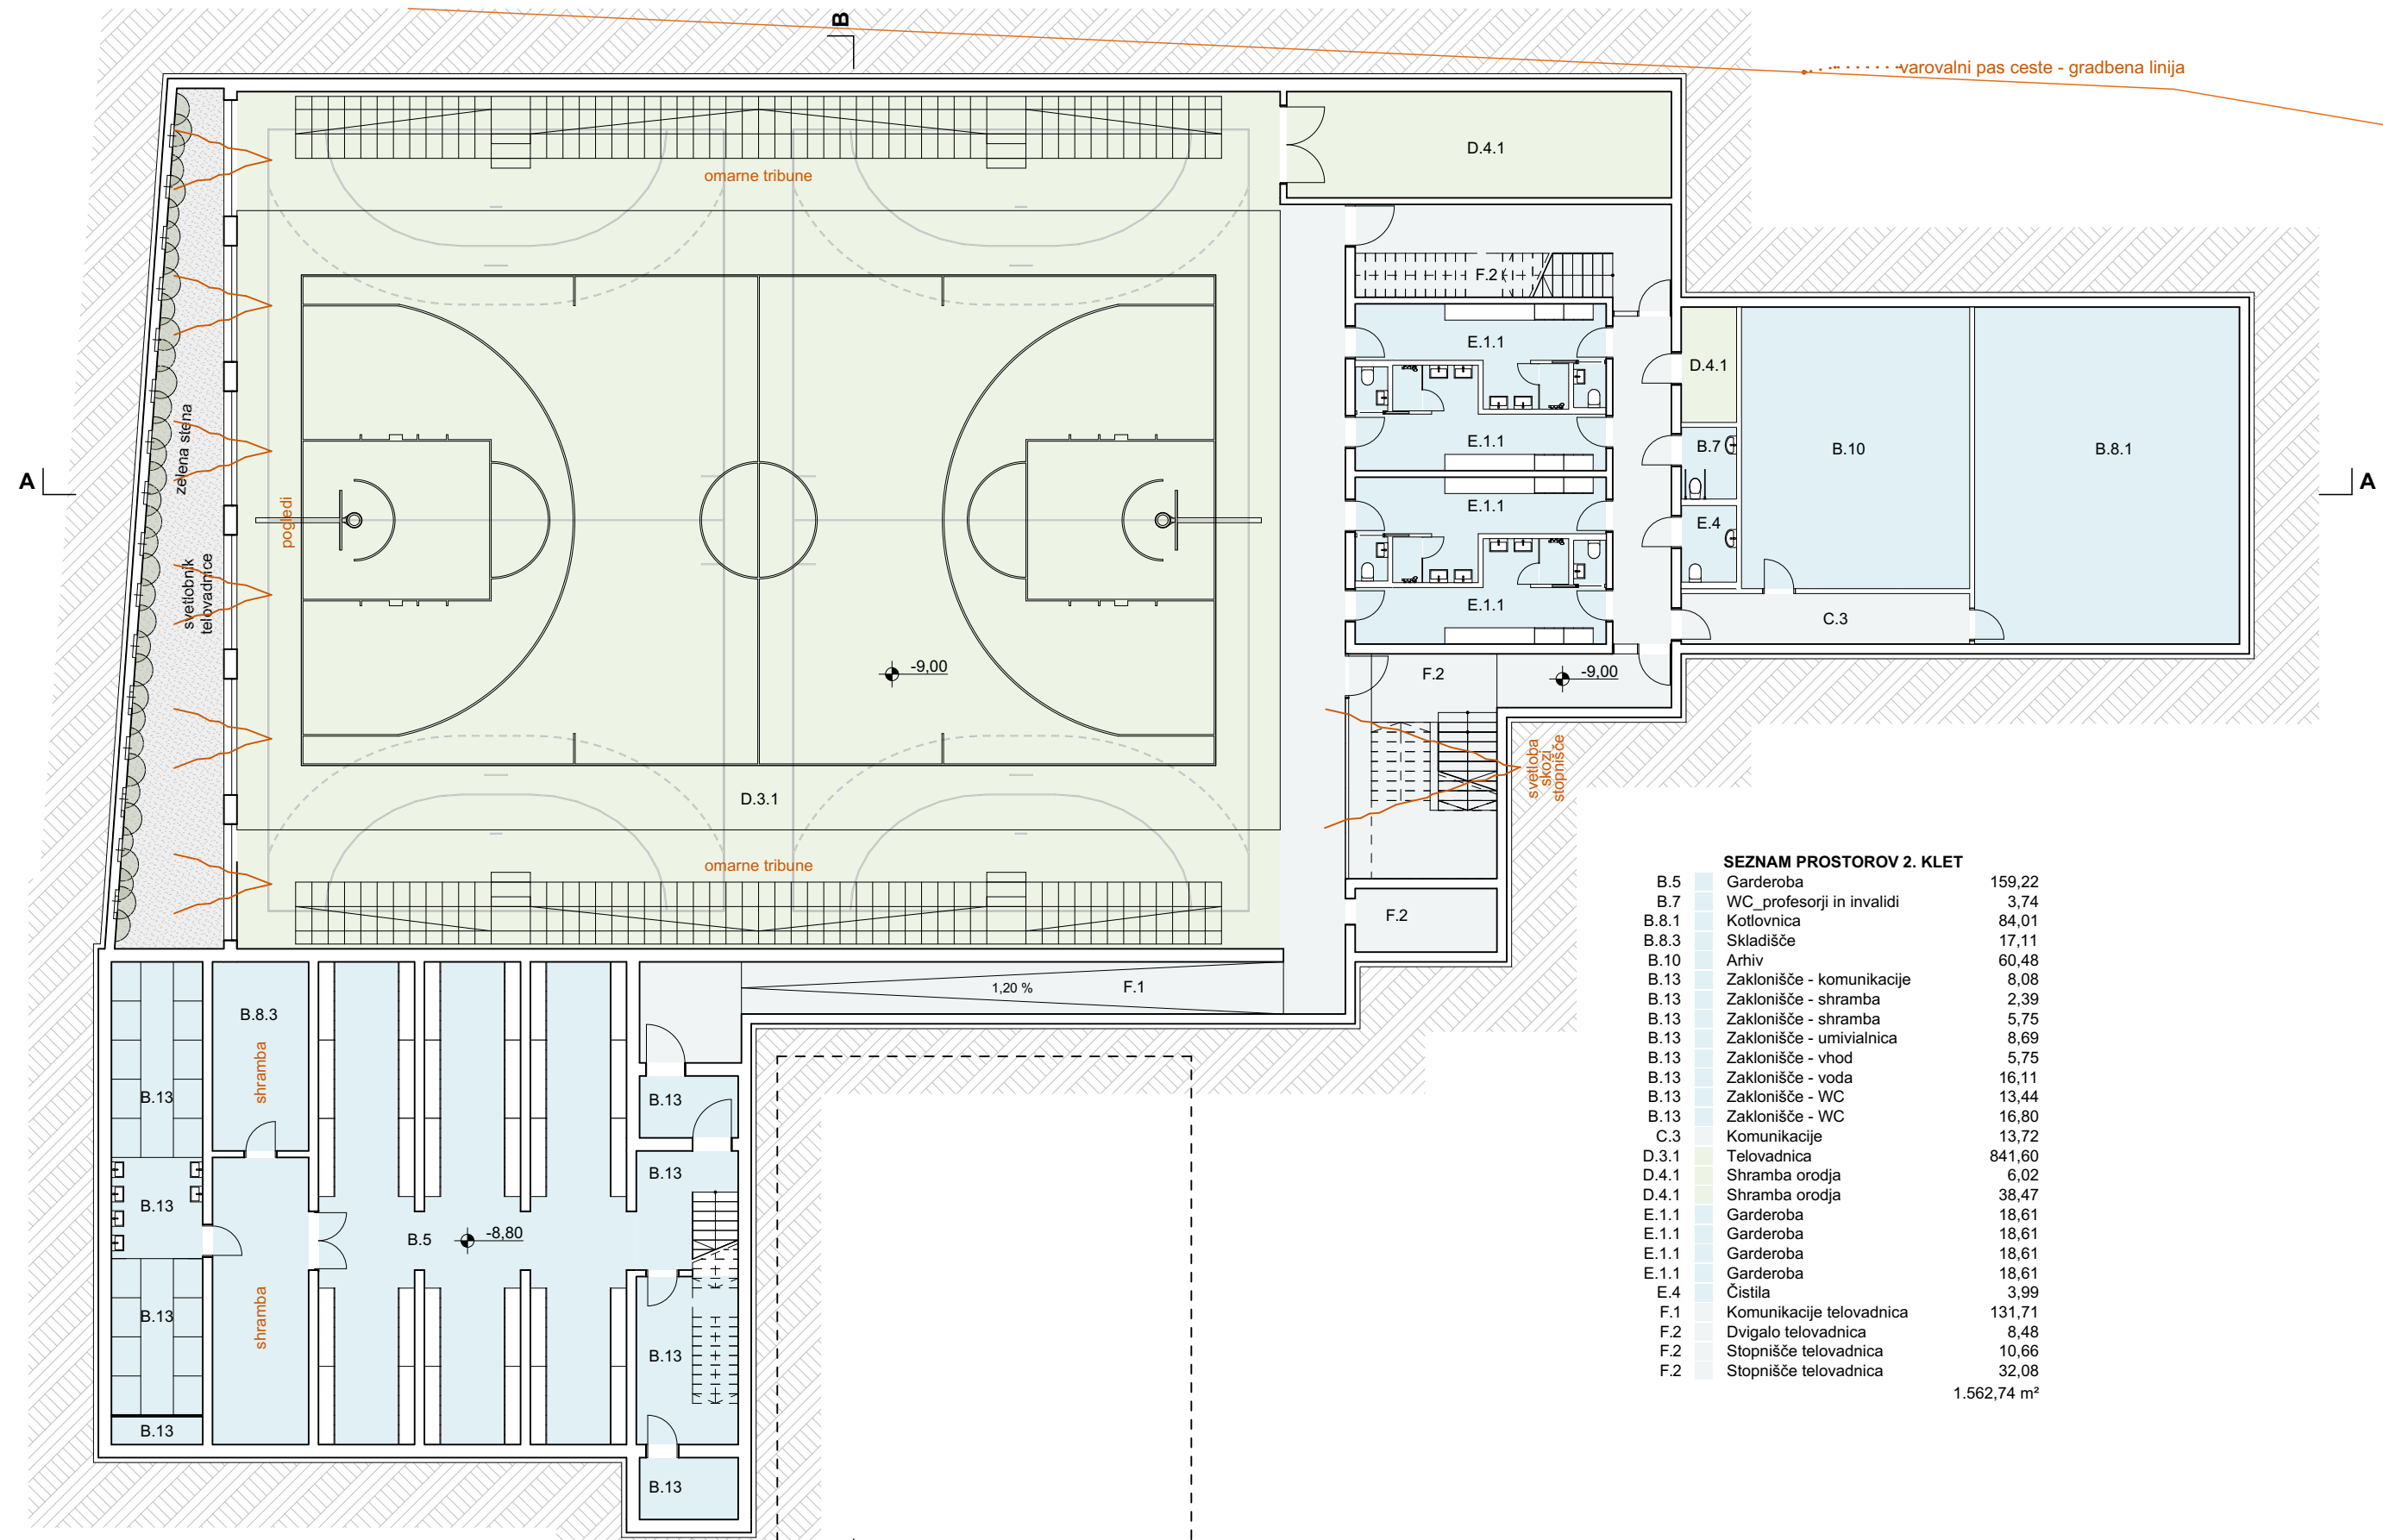 B
varovalni pas ceste - gradbena linija
D.4.1
omarne tribune
F.2
E.1.1
D.4.1
zelena stena
E.1.1
B.7
B.10
B.8.1
A
A
pogledi
E.1.1
E.4
svetlobnik
telovadnice
E.1.1
C.3
-9,00
F.2
-9,00
svetloba
skozi
stopnišče
D.3.1
omarne tribune
F.2
1,20 %
F.1
B.8.3
shramba
B.13
B.13
B.13
B.13
B.5
-8,80
shramba
B.13
B.13
B.13
B.13
SEZNAM PROSTOROV 2. KLET
B.5 Garderoba 159,22
B.7 WC_profesorji in invalidi 3,74
B.8.1 Kotlovnica 84,01
B.8.3 Skladišče 17,11
B.10 Arhiv 60,48
B.13 Zaklonišče - komunikacije 8,08
B.13 Zaklonišče - shramba 2,39
B.13 Zaklonišče - shramba 5,75
B.13 Zaklonišče - umivialnica 8,69
B.13 Zaklonišče - vhod 5,75
B.13 Zaklonišče - voda 16,11
B.13 Zaklonišče - WC 13,44
B.13 Zaklonišče - WC 16,80
C.3 Komunikacije 13,72
D.3.1 Telovadnica 841,60
D.4.1 Shramba orodja 6,02
D.4.1 Shramba orodja 38,47
E.1.1 Garderoba 18,61
E.1.1 Garderoba 18,61
E.1.1 Garderoba 18,61
E.1.1 Garderoba 18,61
E.4 Čistila 3,99
F.1 Komunikacije telovadnica 131,71
F.2 Dvigalo telovadnica 8,48
F.2 Stopnišče telovadnica 10,66
F.2 Stopnišče telovadnica 32,08
1.562,74 m²